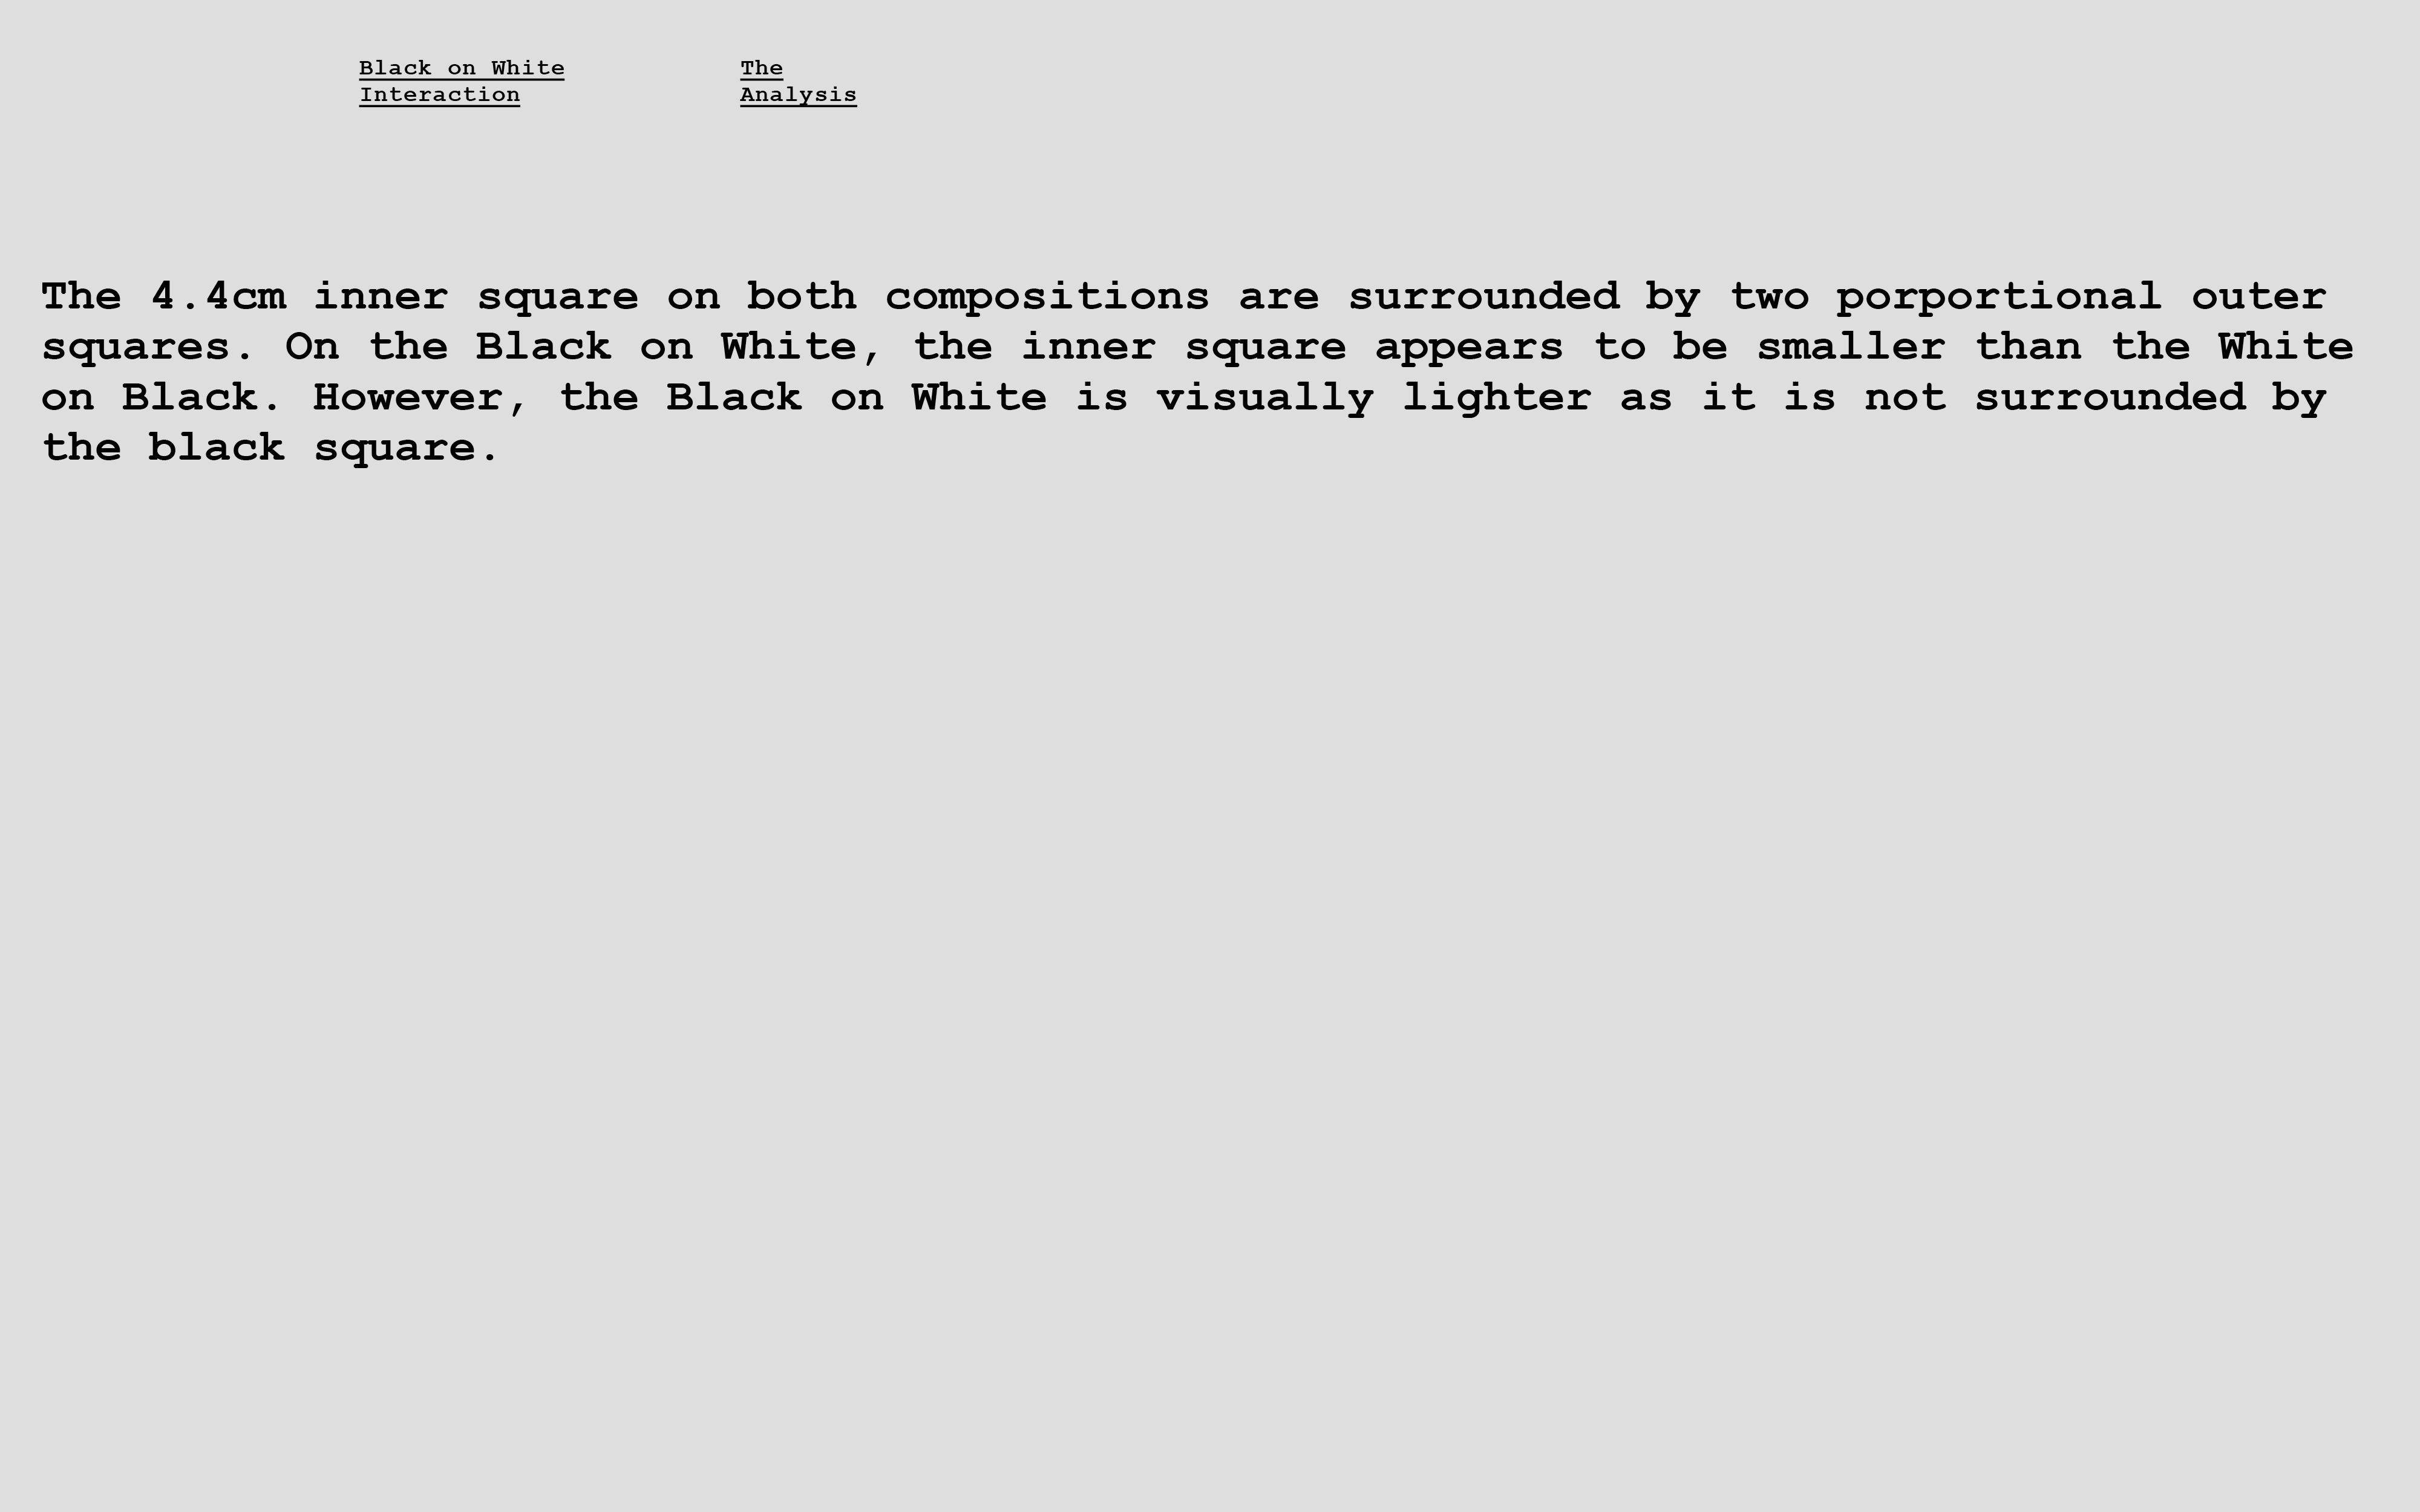 Black on White
Interaction
The
Analysis
The 4.4cm inner square on both compositions are surrounded by two porportional outer
squares. On the Black on White, the inner square appears to be smaller than the White
on Black. However, the Black on White is visually lighter as it is not surrounded by
the black square.